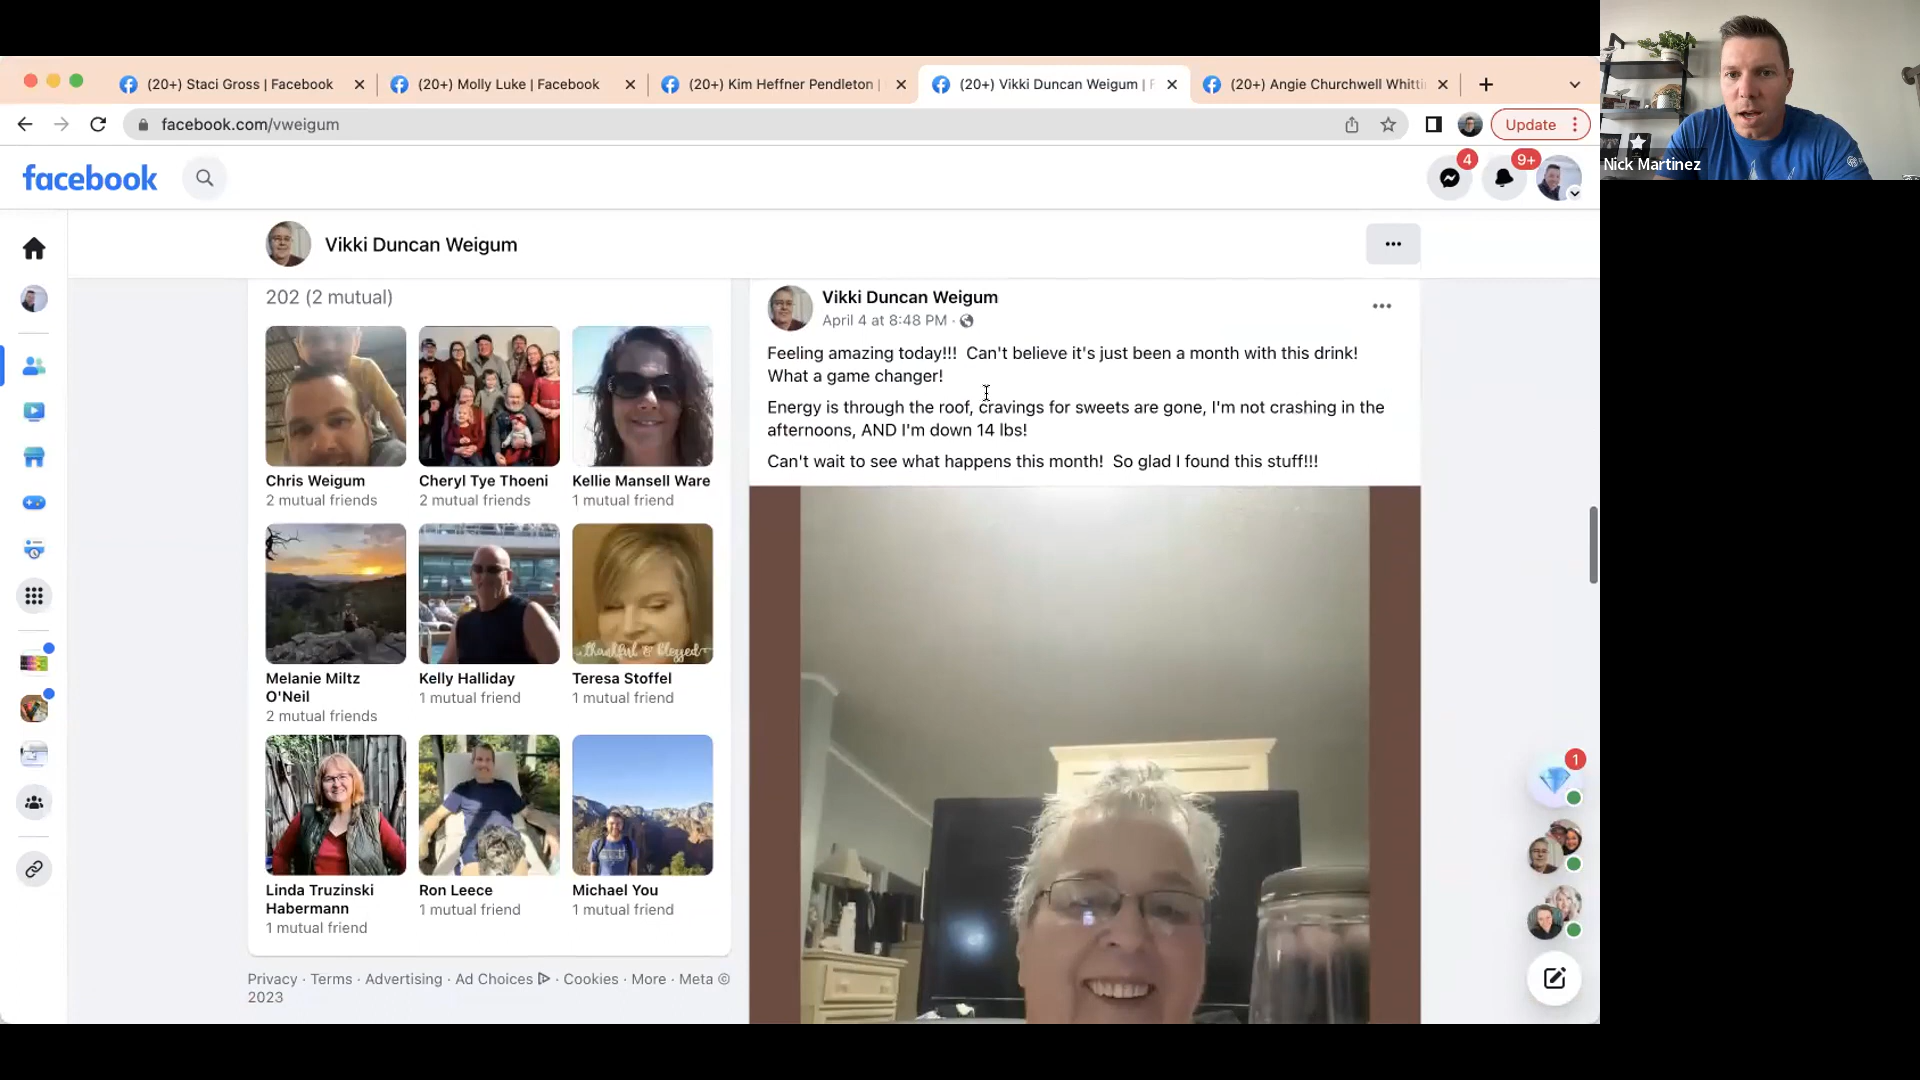 (20+) Staci Gross | Facebook
(20+) Molly Luke | Facebook
(20+) Kim Heffner Pendleton |
(20+) Vikki Duncan Weigum | F
(20+) Angie Churchwell Whitti
facebook.com/vweigum
Update
Nick Martinez
facebook
4
9+
Vikki Duncan Weigum
202 (2 mutual)
Chris Weigum
2 mutual friends
Cheryl Tye Thoeni
2 mutual friends
Kellie Mansell Ware
1 mutual friend
thankful & blessed
Melanie Miltz
O'Neil
2 mutual friends
Kelly Halliday
1 mutual friend
Teresa Stoffel
1 mutual friend
Linda Truzinski
Habermann
1 mutual friend
Ron Leece
1 mutual friend
Michael You
1 mutual friend
Privacy · Terms · Advertising · Ad Choices · Cookies · More · Meta ©
2023
Vikki Duncan Weigum
April 4 at 8:48 PM ·
Feeling amazing today!!! Can't believe it's just been a month with this drink!
What a game changer!
Energy is through the roof, cravings for sweets are gone, I'm not crashing in the
afternoons, AND I'm down 14 lbs!
Can't wait to see what happens this month! So glad I found this stuff!!!
1